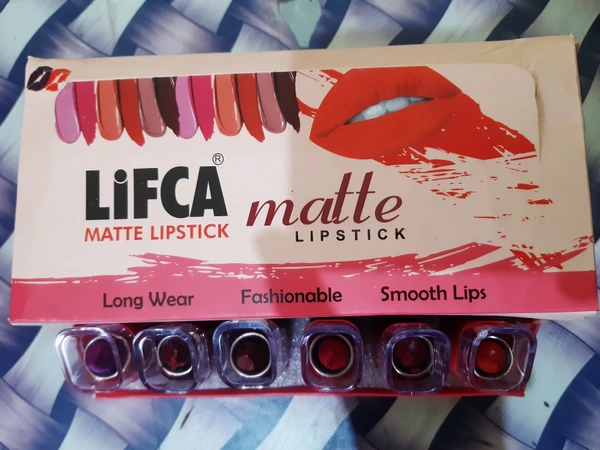 LiFCA®
MATTE LIPSTICK
matte
LIPSTICK
Long Wear
Fashionable
Smooth Lips